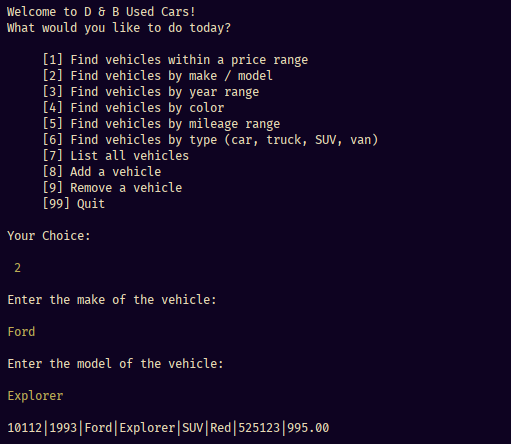 Welcome to D & B Used Cars!
What would you like to do today?
[1] Find vehicles within a price range
[2] Find vehicles by make / model
[3] Find vehicles by year range
[4] Find vehicles by color
[5] Find vehicles by mileage range
[6] Find vehicles by type (car, truck, SUV, van)
[7] List all vehicles
[8] Add a vehicle
[9] Remove a vehicle
[99] Quit
Your Choice:
2
Enter the make of the vehicle:
Ford
Enter the model of the vehicle:
Explorer
10112|1993|Ford|Explorer|SUV|Red|525123|995.00